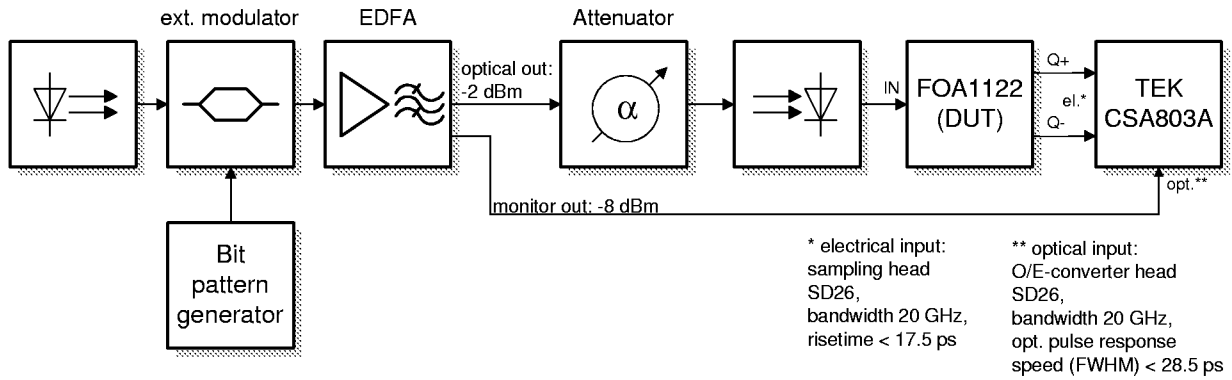 ext. modulator
EDFA
Attenuator
optical out:
-2 dBm
α
IN
FOA1122
(DUT)
Q+
el.*
Q-
TEK
CSA803A
opt.**
monitor out: -8 dBm
Bit
pattern
generator
* electrical input:
sampling head
SD26,
bandwidth 20 GHz,
risetime < 17.5 ps
** optical input:
O/E-converter head
SD26,
bandwidth 20 GHz,
opt. pulse response
speed (FWHM) < 28.5 ps